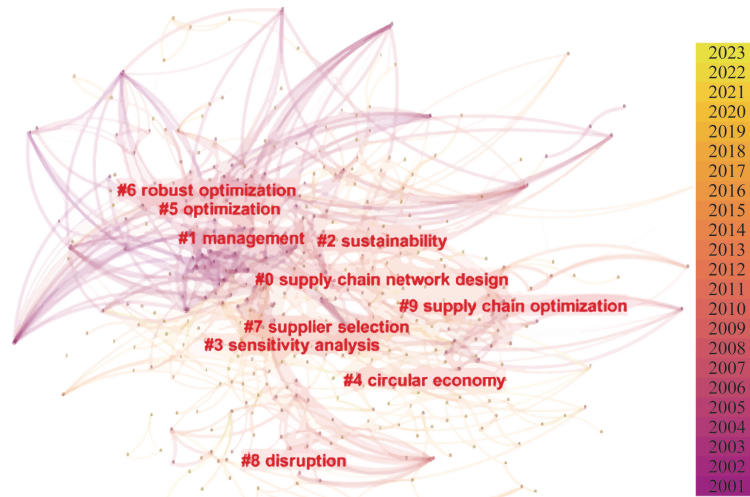 #6 robust optimization
#5 optimization
#1 management
#2 sustainability
#0 supply chain network design
#9 supply chain optimization
#7 supplier selection
#3 sensitivity analysis
#4 circular economy
#8 disruption
2023
2022
2021
2020
2019
2018
2017
2016
2015
2014
2013
2012
2011
2010
2009
2008
2007
2006
2005
2004
2003
2002
2001